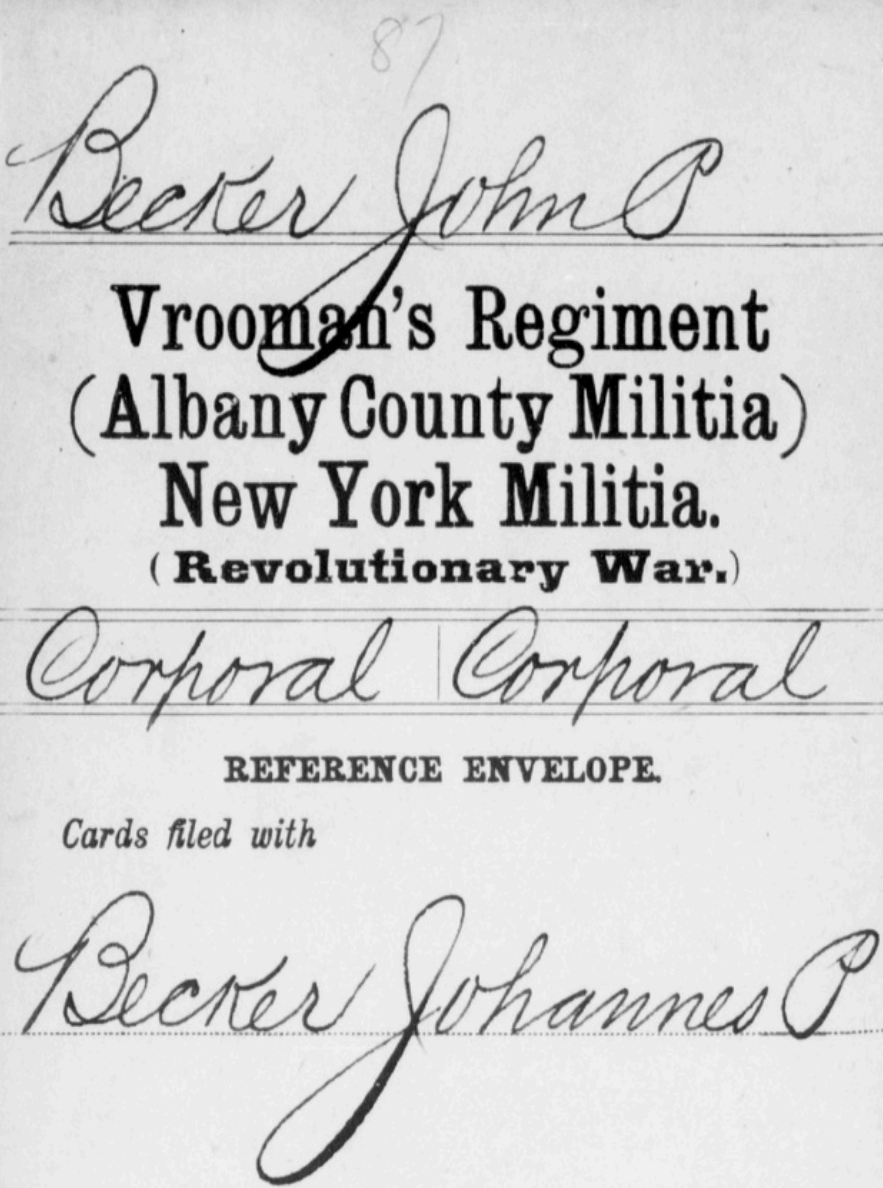 87
Becker John P
Vrooman's Regiment
(Albany County Militia)
New York Militia.
(Revolutionary War.)
Corporal | Corporal
REFERENCE ENVELOPE.
Cards filed with
Becker Johannes P